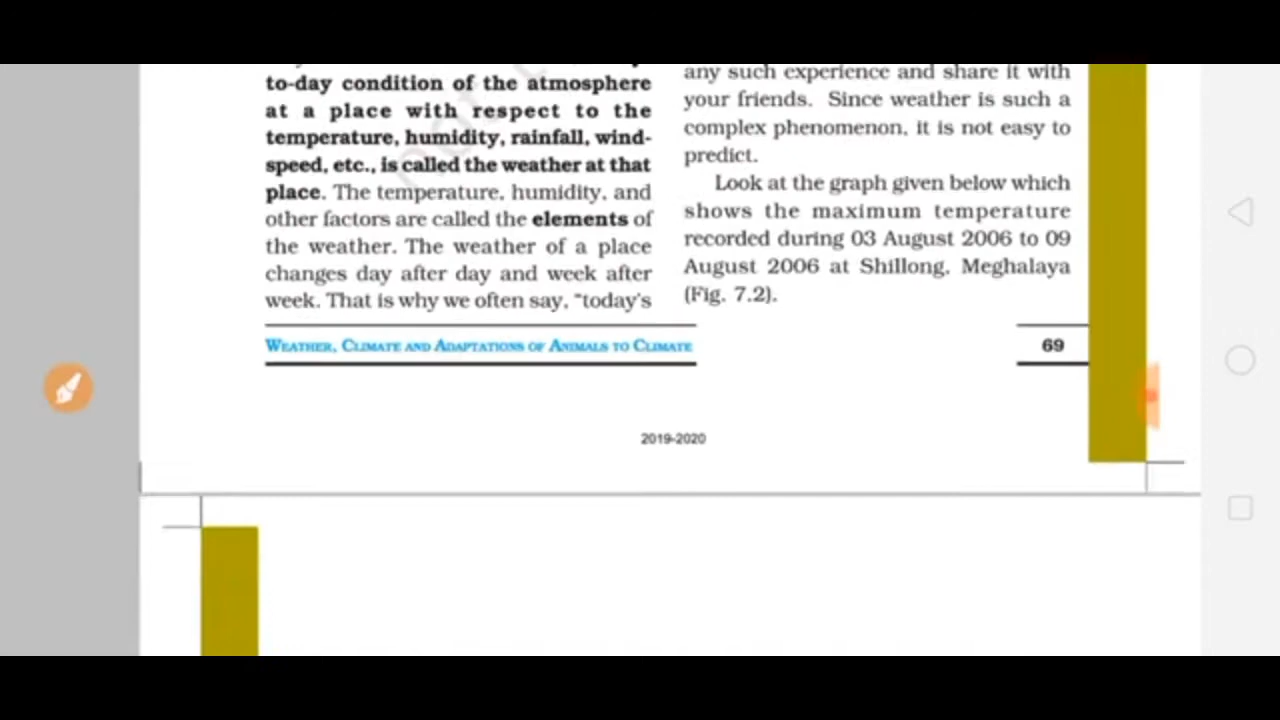 to-day condition of the atmosphere
at a place with respect to the
temperature, humidity, rainfall, wind-
speed, etc., is called the weather at that
place. The temperature, humidity, and
other factors are called the elements of
the weather. The weather of a place
changes day after day and week after
week. That is why we often say, "today's
any such experience and share it with
your friends. Since weather is such a
complex phenomenon, it is not easy to
predict.
Look at the graph given below which
shows the maximum temperature
recorded during 03 August 2006 to 09
August 2006 at Shillong, Meghalaya
(Fig. 7.2).
WEATHER, CLIMATE AND ADAPTATIONS OF ANIMALS TO CLIMATE
69
2019-2020